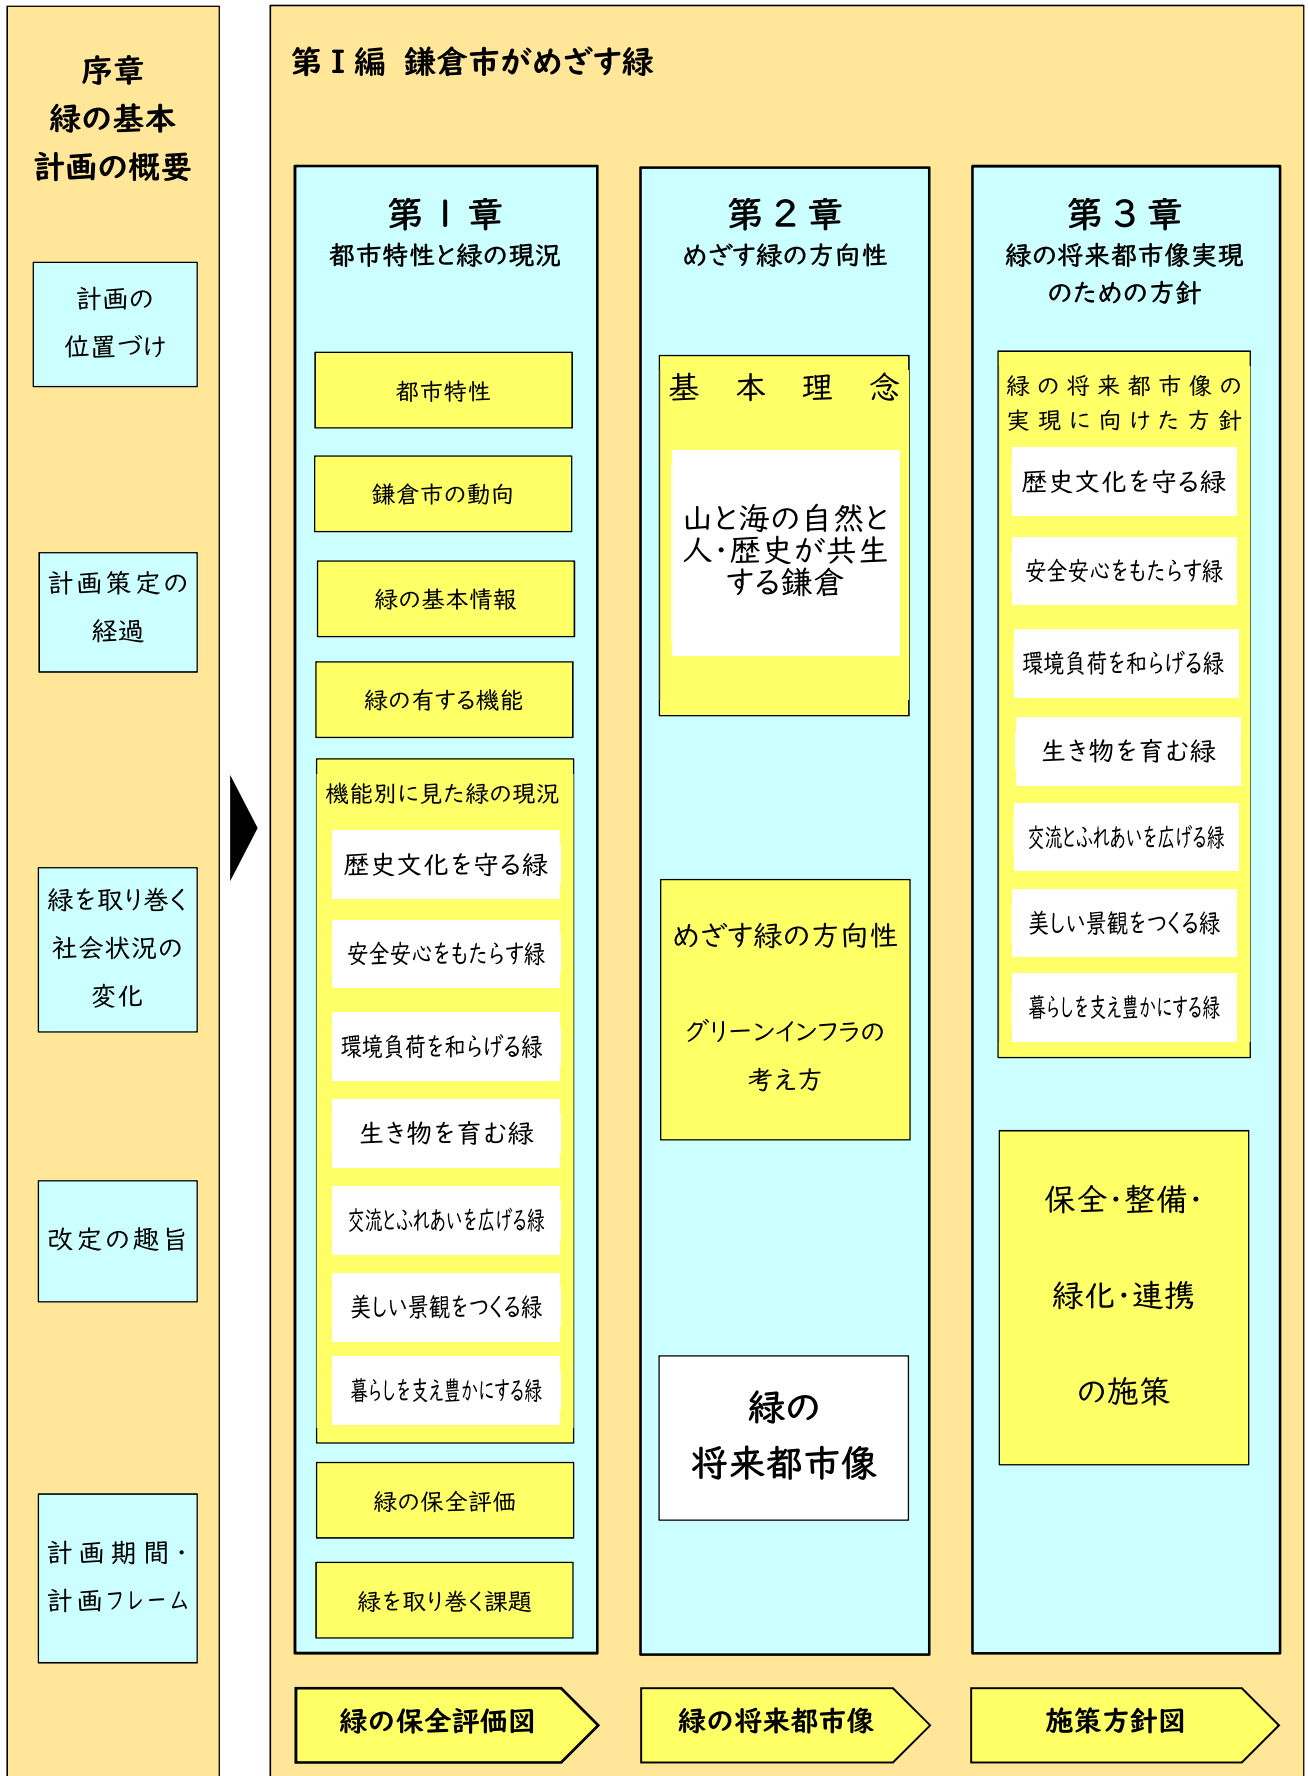 序章
緑の基本
計画の概要
計画の
位置づけ
計画策定の
経過
緑を取り巻く
社会状況の
変化
改定の趣旨
計画期間・
計画フレーム
第Ⅰ編 鎌倉市がめざす緑
第1章
都市特性と緑の現況
都市特性
鎌倉市の動向
緑の基本情報
緑の有する機能
機能別に見た緑の現況
歴史文化を守る緑
安全安心をもたらす緑
環境負荷を和らげる緑
生き物を育む緑
交流とふれあいを広げる緑
美しい景観をつくる緑
暮らしを支え豊かにする緑
緑の保全評価
緑を取り巻く課題
緑の保全評価図
第2章
めざす緑の方向性
基本理念
山と海の自然と
人・歴史が共生
する鎌倉
めざす緑の方向性
グリーンインフラの
考え方
緑の
将来都市像
緑の将来都市像
第3章
緑の将来都市像実現
のための方針
緑の将来都市像の
実現に向けた方針
歴史文化を守る緑
安全安心をもたらす緑
環境負荷を和らげる緑
生き物を育む緑
交流とふれあいを広げる緑
美しい景観をつくる緑
暮らしを支え豊かにする緑
保全・整備・
緑化・連携
の施策
施策方針図